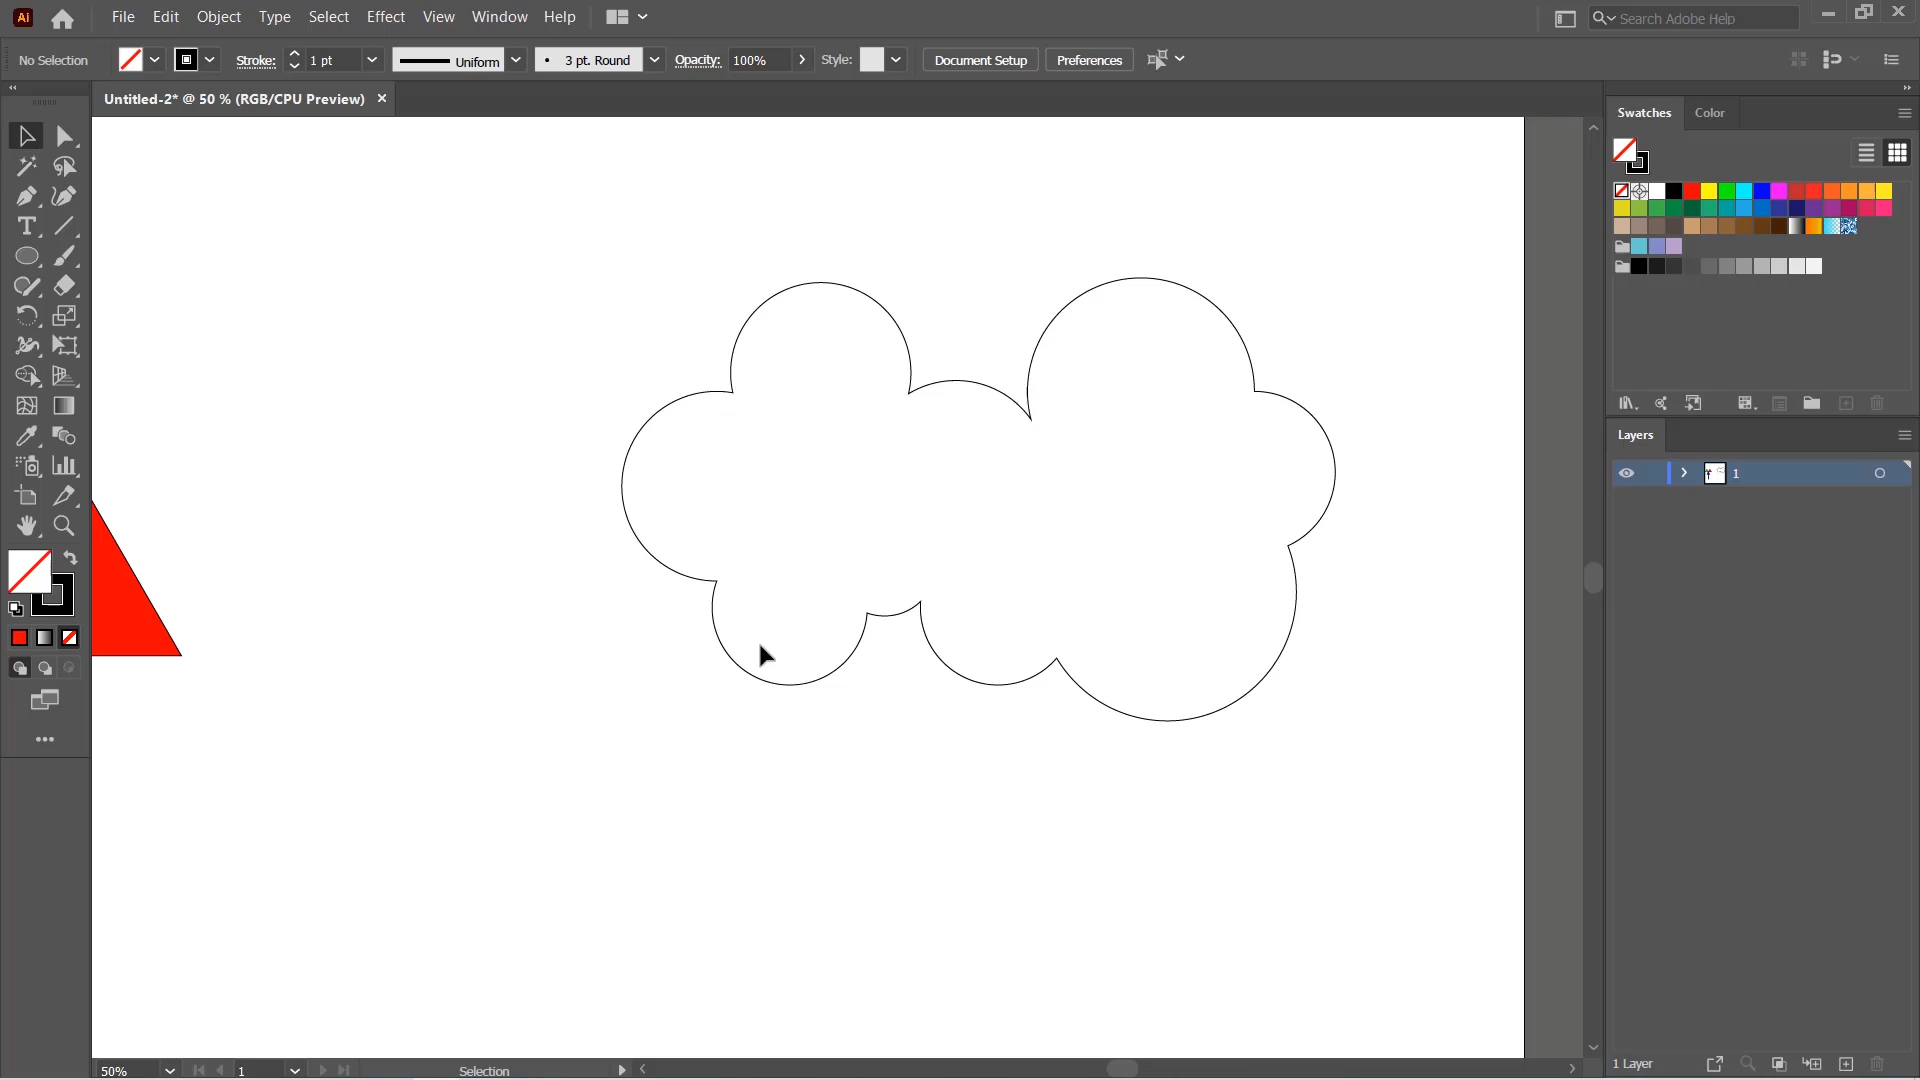 Ai File Edit Object Type Select Effect View Window Help Search Adobe Help
No Selection Stroke: 1 pt Uniform 3 pt. Round Opacity: 100% Style: Document Setup Preferences
Untitled-2* @ 50 % (RGB/CPU Preview)
Swatches Color
Layers
1
1 Layer
50% 1 Selection